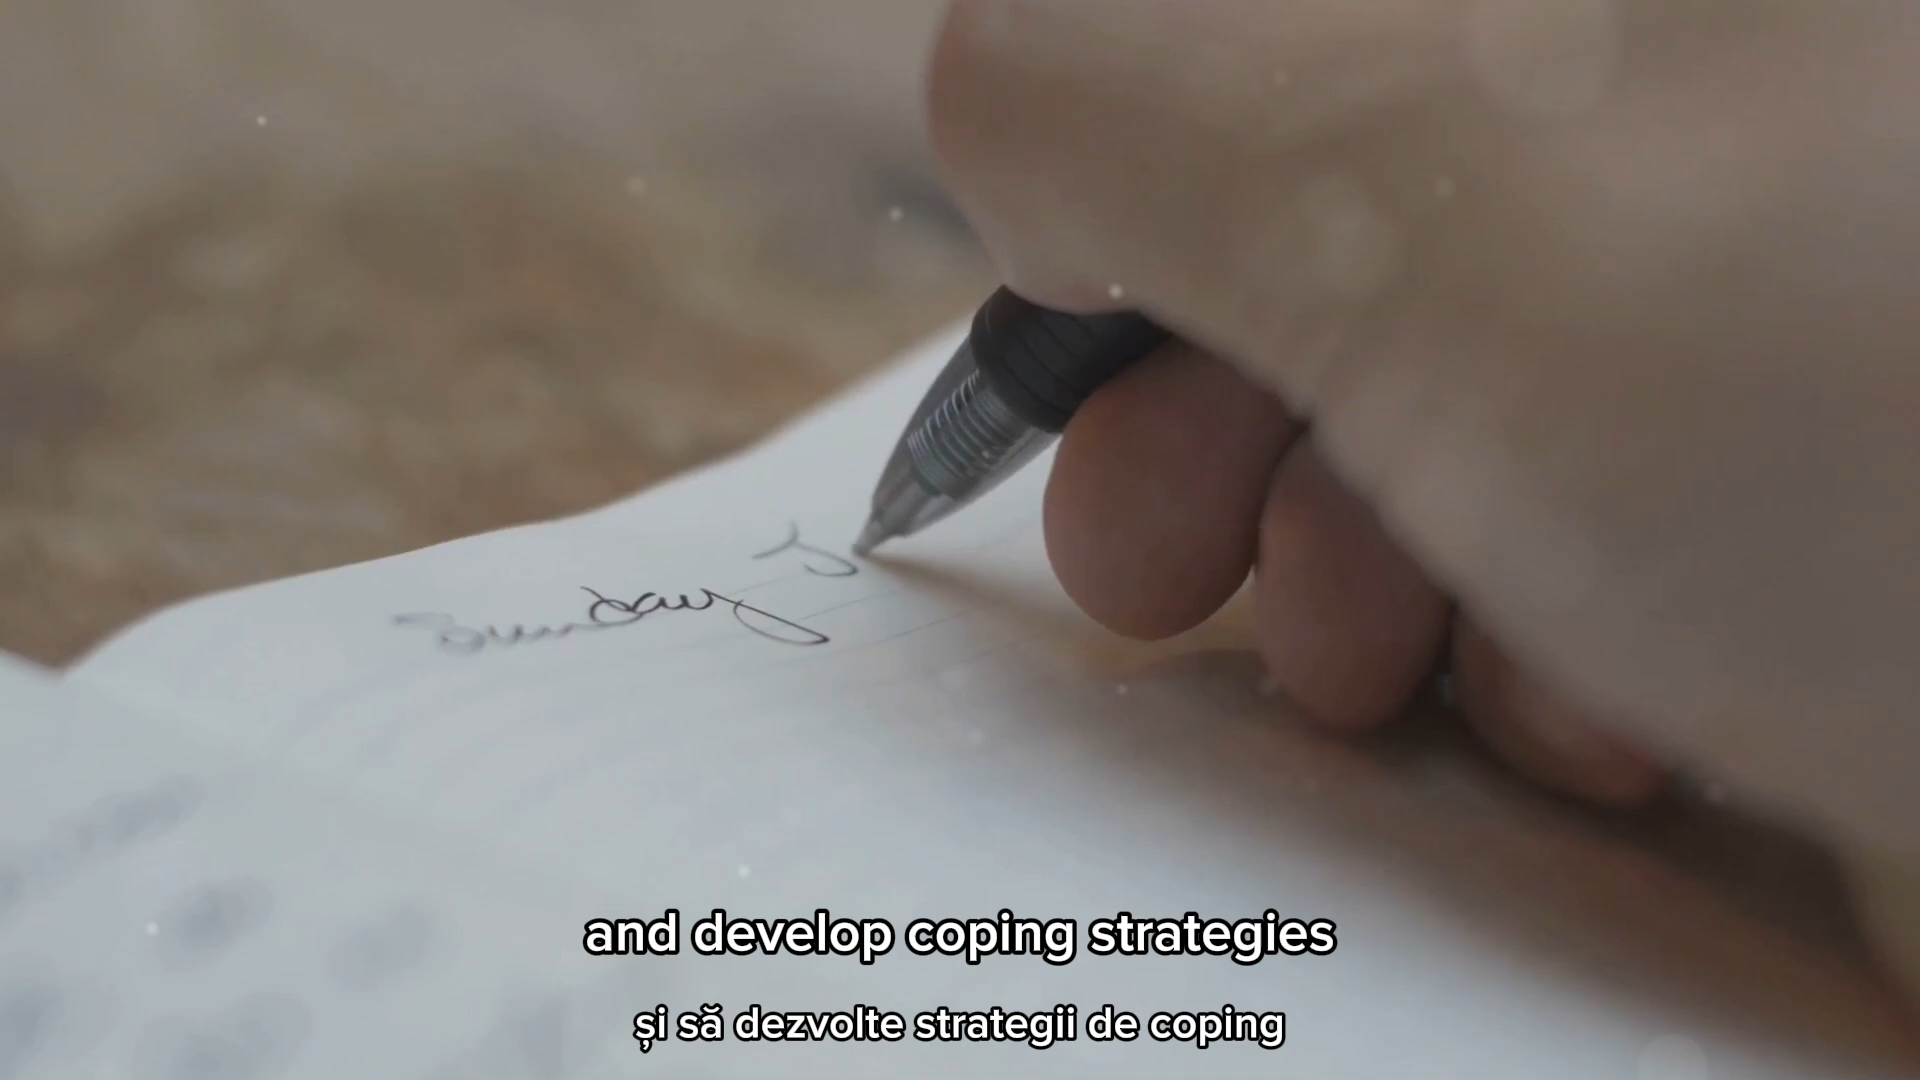 Sunday
and develop coping strategies
și să dezvolte strategii de coping